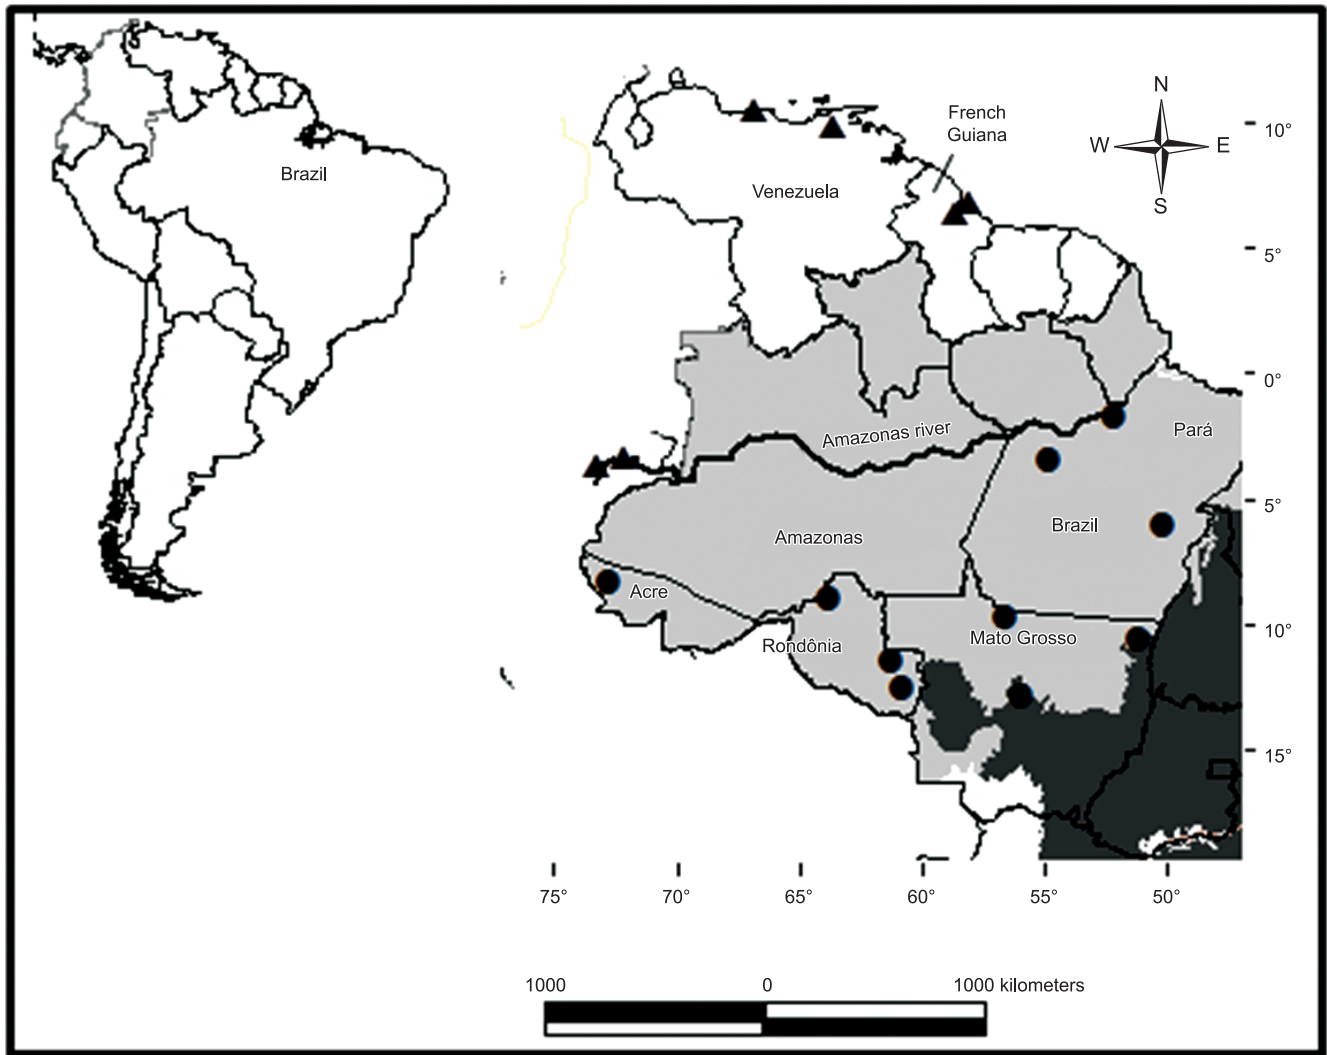 Brazil
French
Guiana
N
W
E
S
Venezuela
10°
5°
0°
5°
10°
15°
Amazonas river
Pará
Amazonas
Brazil
Acre
Rondônia
Mato Grosso
75°
70°
65°
60°
55°
50°
1000
0
1000 kilometers